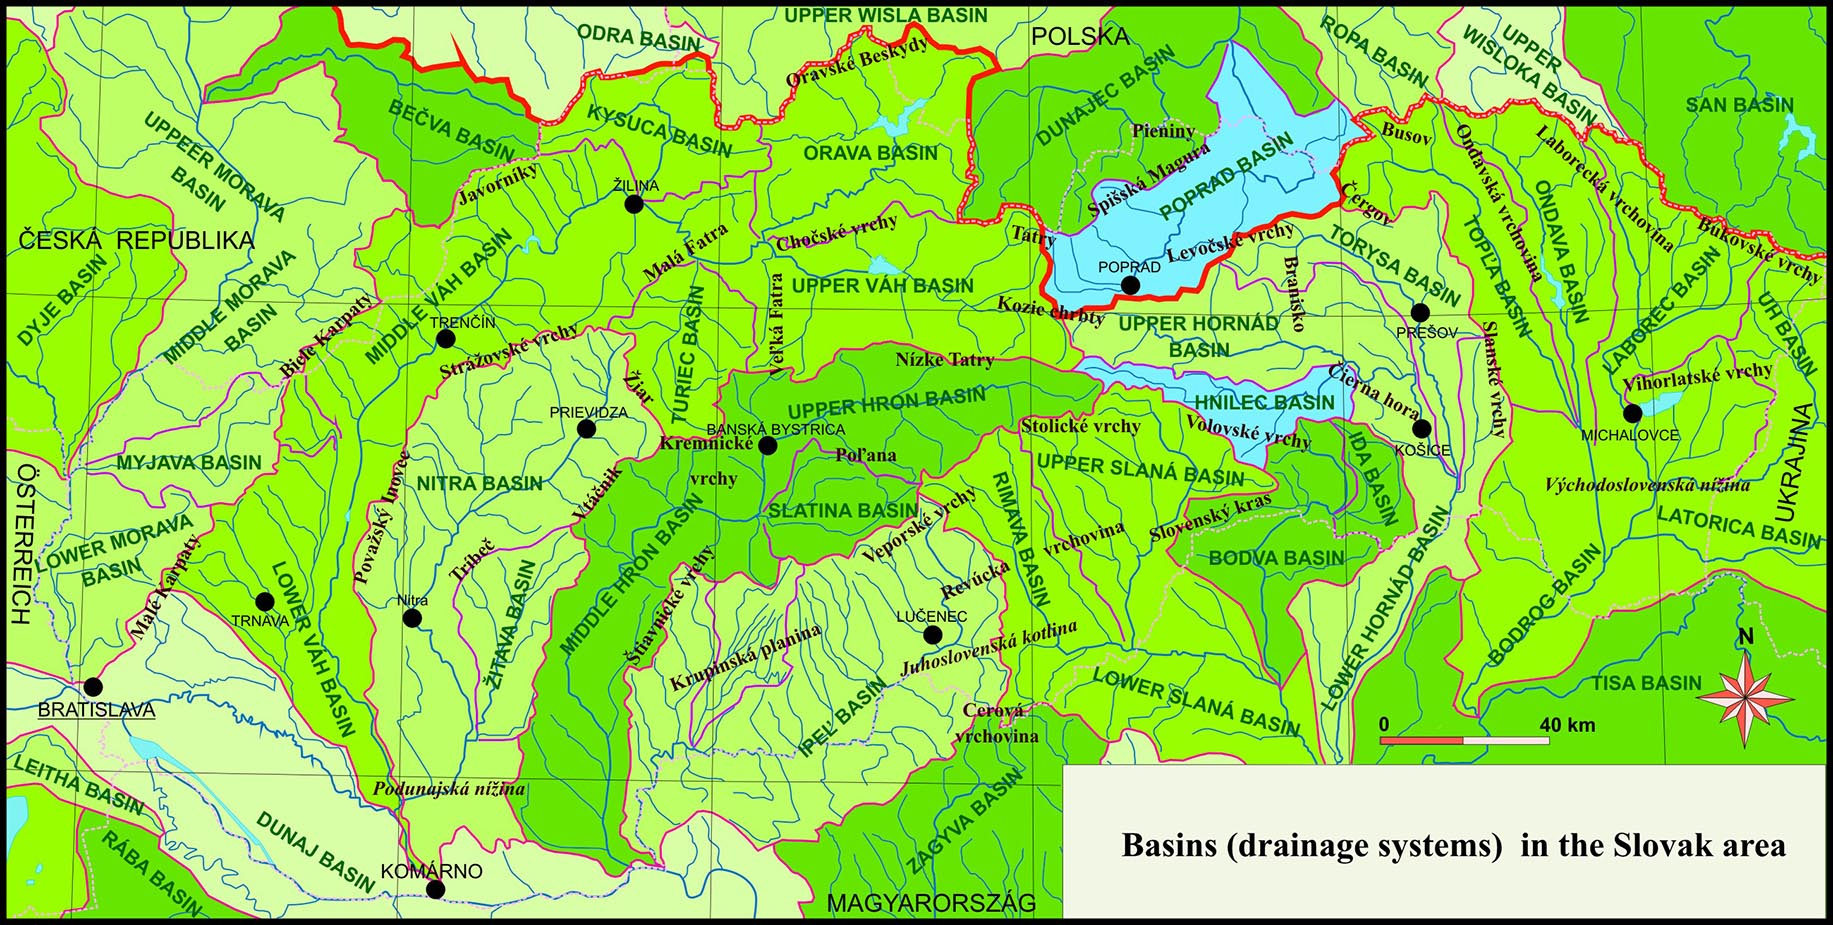 UPPER WISLA BASIN
ODRA BASIN
POLSKA
ROPA BASIN
UPPER
WISLOKA BASIN
SAN BASIN
Oravské Beskydy
BEČVA BASIN
KYSUCA BASIN
DUNAJEC BASIN
Pieniny
Busov
Ondavská vrchovina
Laborecká vrchovina
UPPEER MORAVA
BASIN
ORAVA BASIN
Spišská Magura
POPRAD BASIN
Javorníky
ŽILINA
Čergov
ONDAVA BASIN
ČESKÁ REPUBLIKA
Chočské vrchy
Malá Fatra
Tatry
Levočské vrchy
TORYSA BASIN
TOPĽA BASIN
Bukovské vrchy
DYJE BASIN
MIDDLE MORAVA
BASIN
MIDDLE VÁH BASIN
UPPER VÁH BASIN
POPRAD
Branisko
LABOREC BASIN
UH BASIN
Biele Karpaty
TRENČÍN
Strážovské vrchy
TURIEC BASIN
Veľká Fatra
Kozie chrbty
UPPER HORNÁD
BASIN
PREŠOV
Slanské vrchy
Nízke Tatry
Žiar
Čierna hora
Vihorlatské vrchy
UPPER HRON BASIN
HNILEC BASIN
PRIEVIDZA
BANSKÁ BYSTRICA
Kremnické
vrchy
Stolické vrchy
Volovské vrchy
KOŠICE
MICHALOVCE
UKRAJINA
ÖSTERREICH
MYJAVA BASIN
Poľana
IDA BASIN
Považský Inovec
NITRA BASIN
Vtáčnik
UPPER SLANÁ BASIN
Východoslovenská nížina
SLATINA BASIN
Veporské vrchy
RIMAVA BASIN
Slovenský kras
LATORICA BASIN
LOWER MORAVA
BASIN
Malé Karpaty
Tribeč
vrchovina
BODVA BASIN
LOWER VÁH BASIN
MIDDLE HRON BASIN
Revúcka
LOWER HORNÁD BASIN
BODROG BASIN
TRNAVA
Nitra
ŽITAVA BASIN
Štiavnické vrchy
LUČENEC
Krupinská planina
Juhoslovenská kotlina
N
BRATISLAVA
IPEĽ BASIN
LOWER SLANÁ BASIN
TISA BASIN
Cerová
vrchovina
0 40 km
LEITHA BASIN
Podunajská nížina
ZAGYVA BASIN
DUNAJ BASIN
RÁBA BASIN
KOMÁRNO
MAGYARORSZÁG
Basins (drainage systems) in the Slovak area